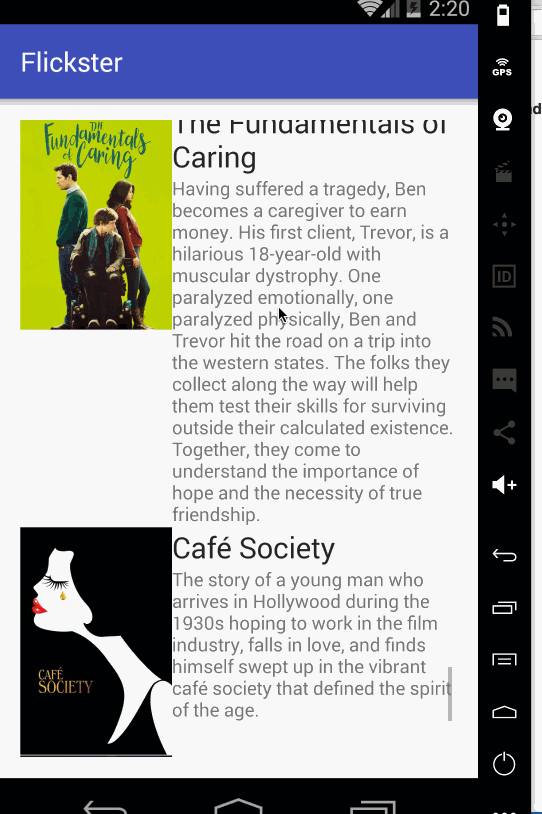 2:20
Flickster
GPS
THE
Fundamentals
of Caring
The Fundamentals of
Caring
Having suffered a tragedy, Ben
becomes a caregiver to earn
money. His first client, Trevor, is a
hilarious 18-year-old with
muscular dystrophy. One
paralyzed emotionally, one
paralyzed physically, Ben and
Trevor hit the road on a trip into
the western states. The folks they
collect along the way will help
them test their skills for surviving
outside their calculated existence.
Together, they come to
understand the importance of
hope and the necessity of true
friendship.
CAFÉ
SOCIETY
Café Society
The story of a young man who
arrives in Hollywood during the
1930s hoping to work in the film
industry, falls in love, and finds
himself swept up in the vibrant
café society that defined the spirit
of the age.
ID